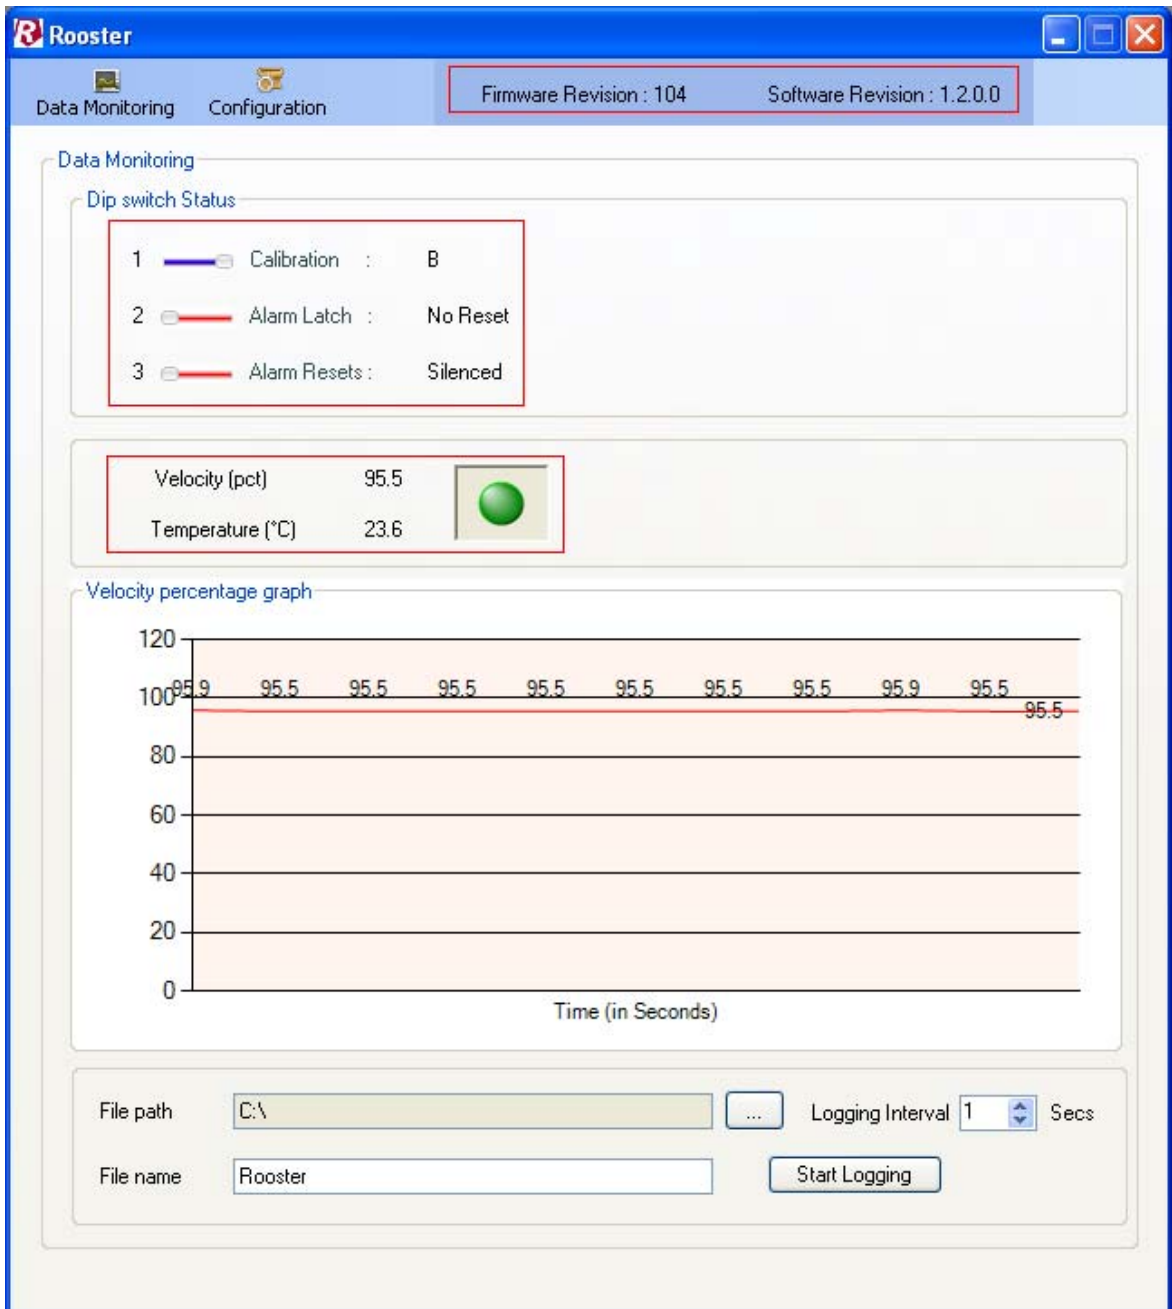 Rooster
Data Monitoring Configuration Firmware Revision : 104 Software Revision : 1.2.0.0
Data Monitoring
Dip switch Status
1 Calibration : B
2 Alarm Latch : No Reset
3 Alarm Resets : Silenced
Velocity (pct) 95.5
Temperature (°C) 23.6
Velocity percentage graph
120
100 95.9 95.5 95.5 95.5 95.5 95.5 95.5 95.5 95.9 95.5
95.5
80
60
40
20
0
Time (in Seconds)
File path C:\ ... Logging Interval 1 Secs
File name Rooster Start Logging